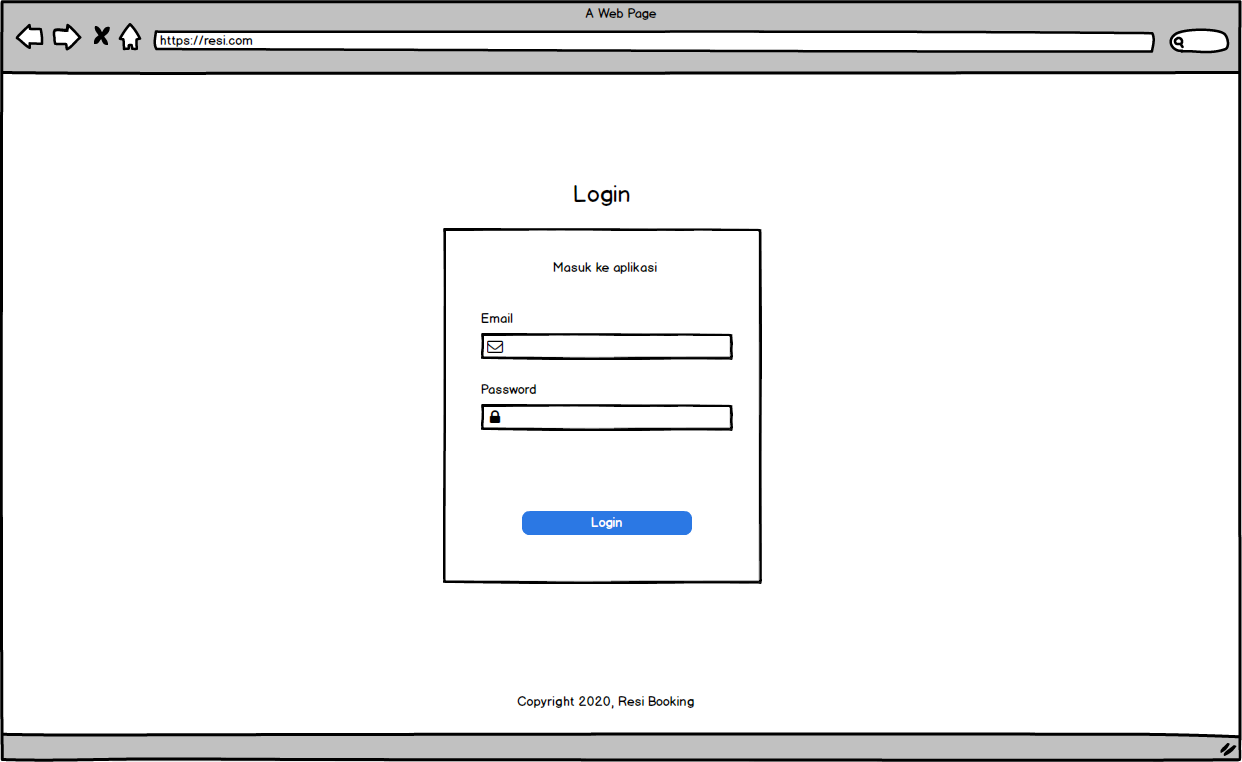 A Web Page
https://resi.com
Login
Masuk ke aplikasi
Email
Password
Login
Copyright 2020, Resi Booking